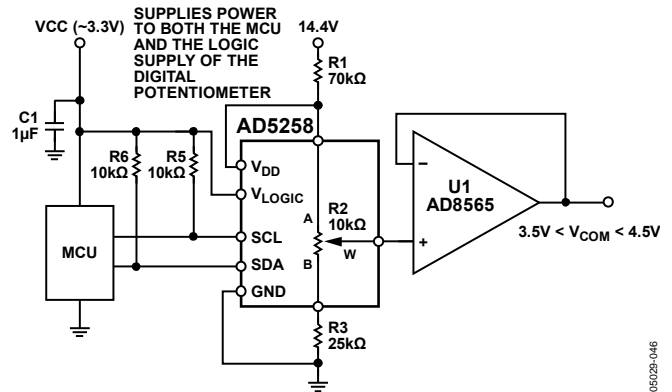 SUPPLIES POWER
TO BOTH THE MCU
AND THE LOGIC
SUPPLY OF THE
DIGITAL
POTENTIOMETER
VCC (~3.3V)
14.4V
R1
70kΩ
C1
1µF
R6
10kΩ
R5
10kΩ
AD5258
VDD
VLOGIC
SCL
SDA
GND
MCU
A
R2
10kΩ
B
W
R3
25kΩ
–
+
U1
AD8565
3.5V < VCOM < 4.5V
05029-046